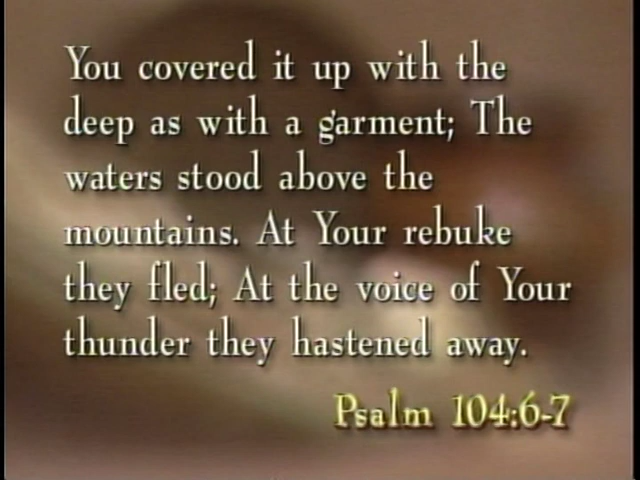 You covered it up with the
deep as with a garment; The
waters stood above the
mountains. At Your rebuke
they fled; At the voice of Your
thunder they hastened away.
Psalm 104:6-7